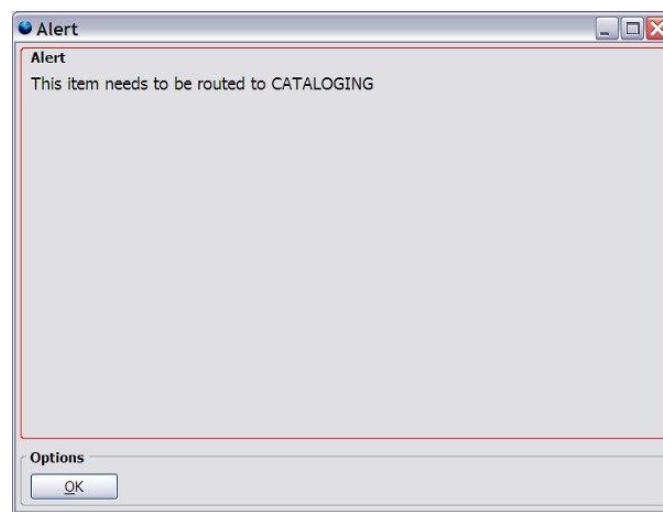 Alert
Alert
This item needs to be routed to CATALOGING
Options
OK